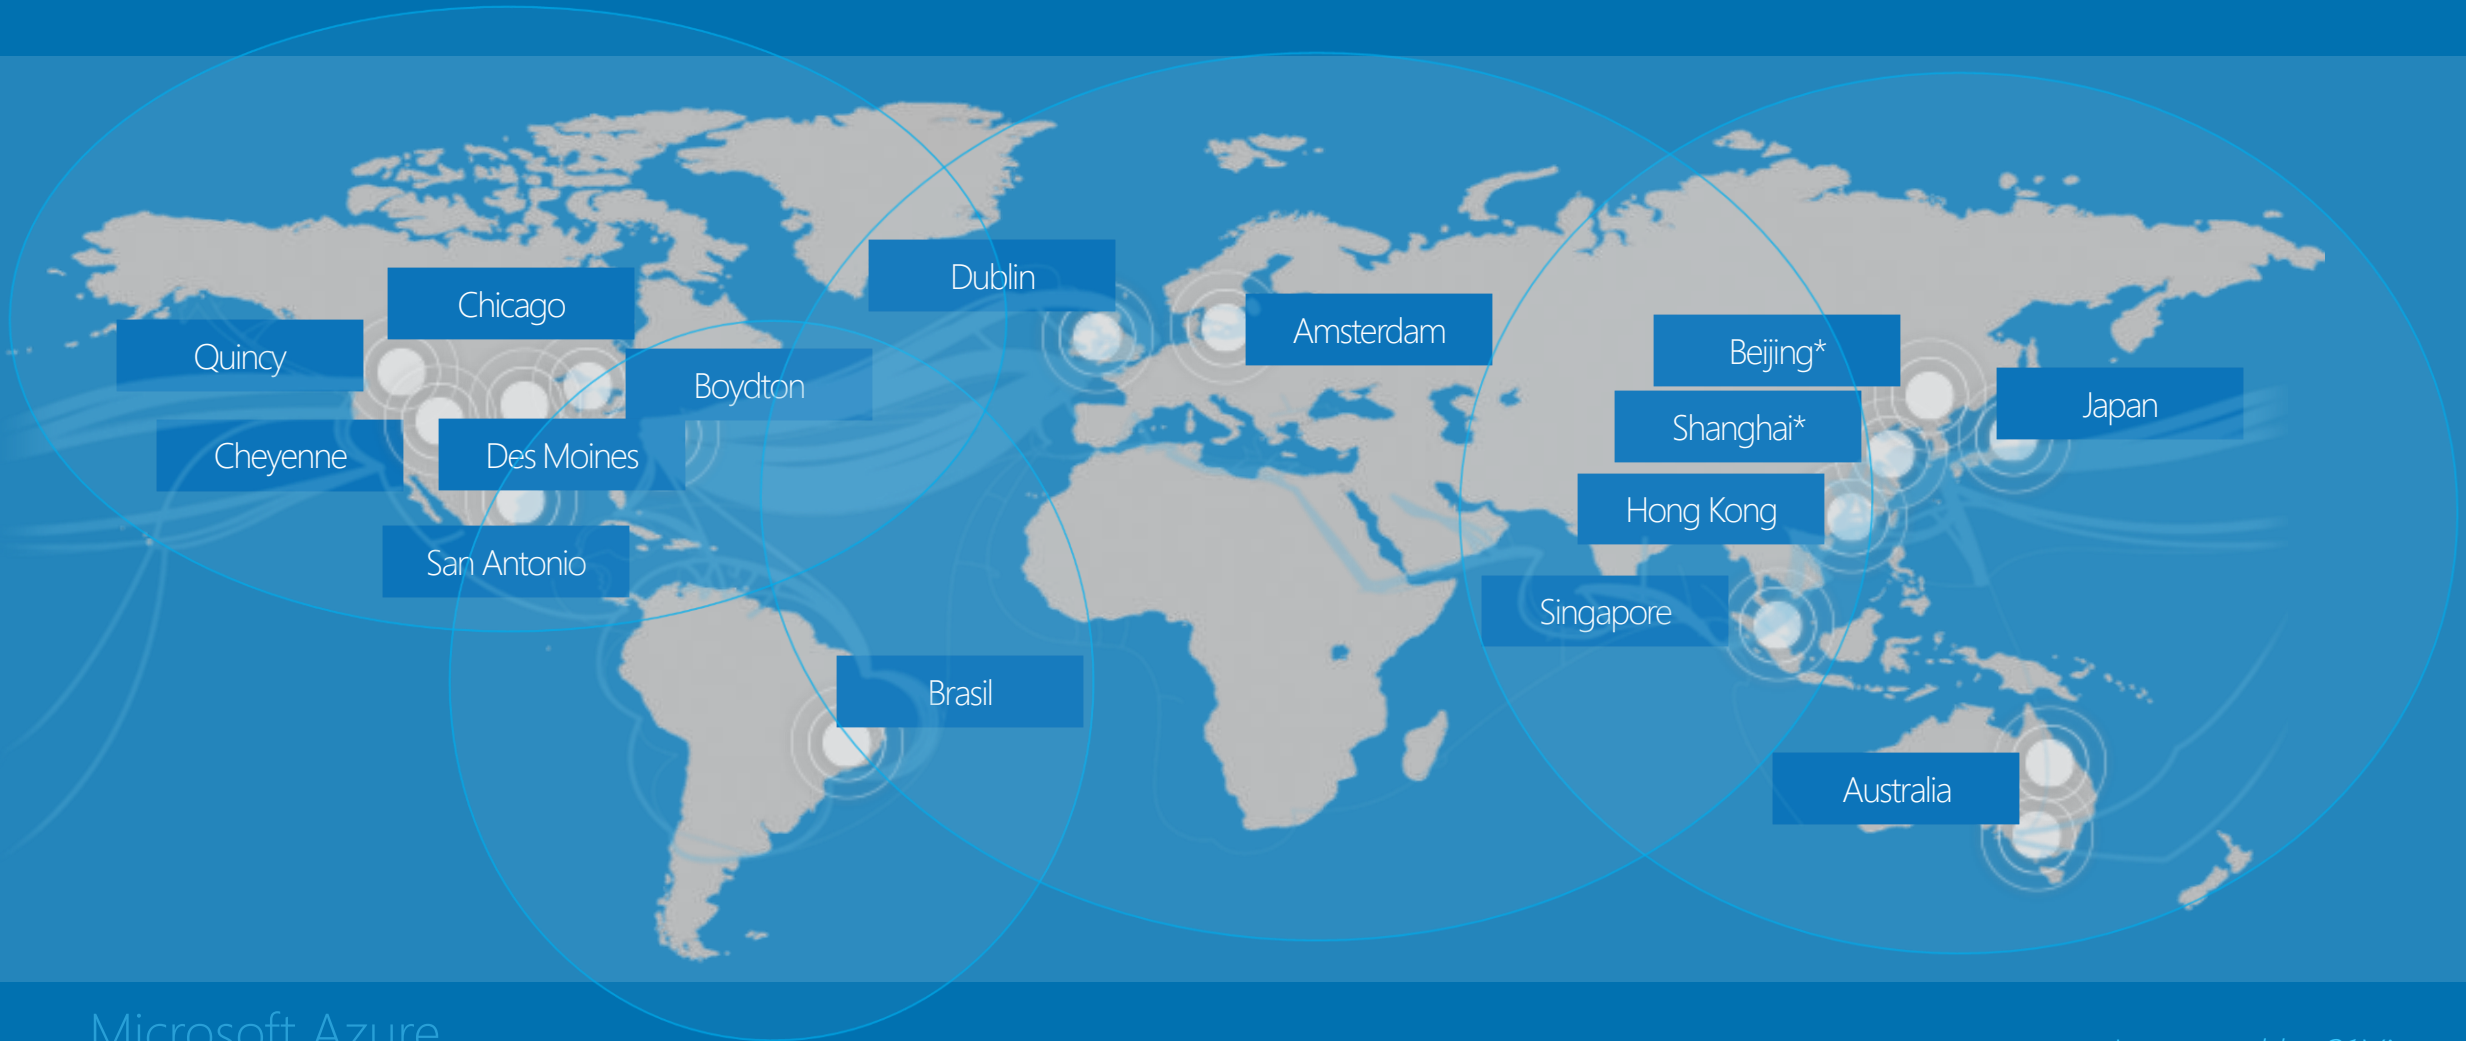 Dublin
Chicago
Amsterdam
Beijing*
Quincy
Boydton
Japan
Shanghai*
Cheyenne
Des Moines
Hong Kong
San Antonio
Singapore
Brasil
Australia
Microsoft Azure